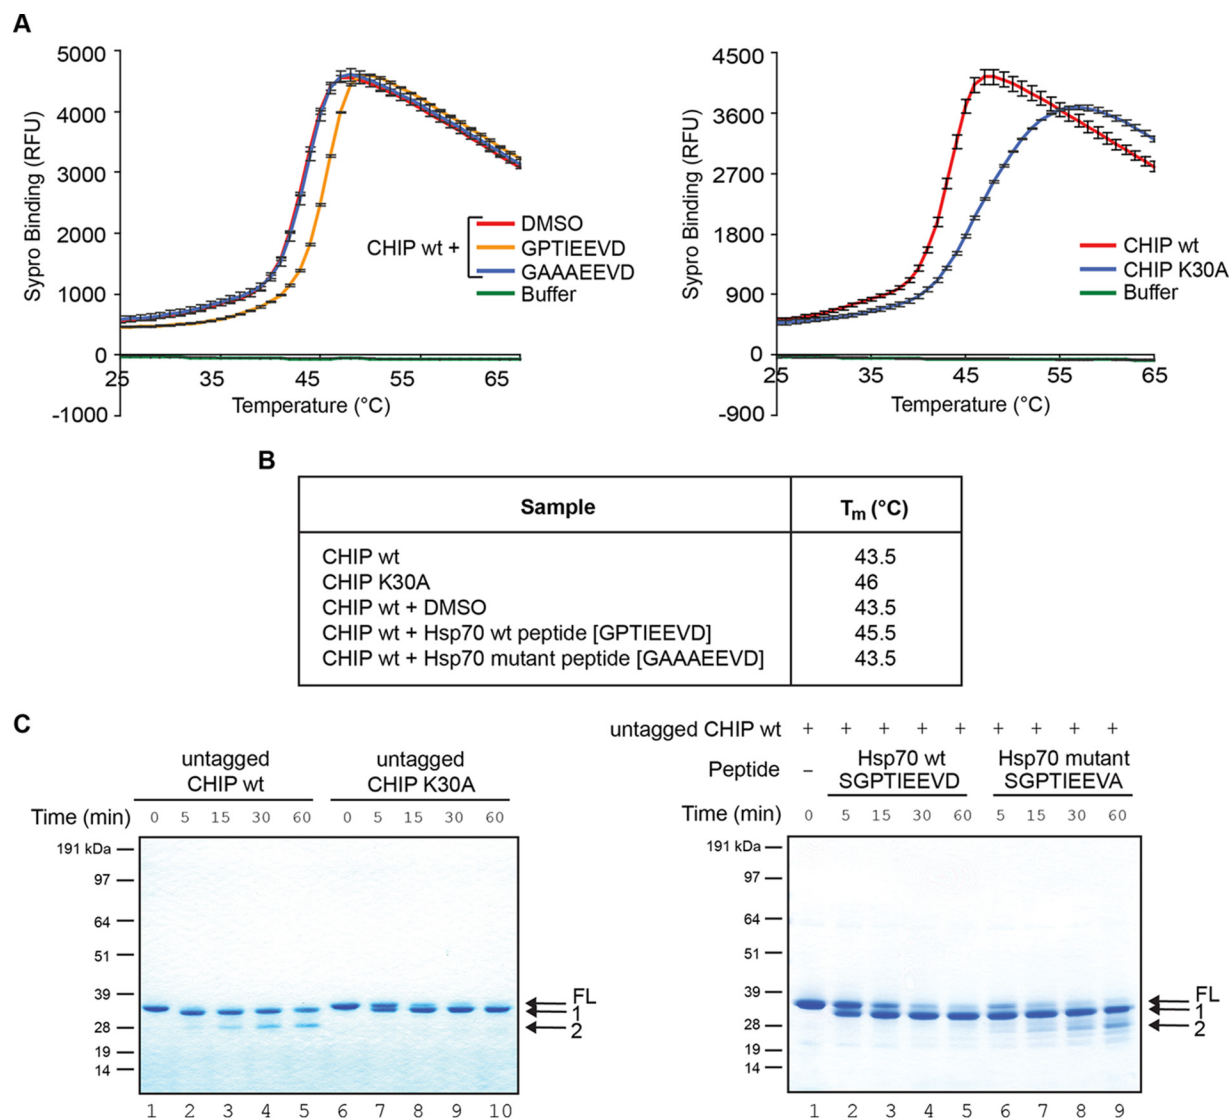 A
5000
4000
3000
2000
1000
0
-1000
Sypro Binding (RFU)
25 35 45 55 65
Temperature (°C)
CHIP wt +
DMSO
GPTIEEVD
GAAAEEVD
Buffer
4500
3600
2700
1800
900
0
-900
Sypro Binding (RFU)
25 35 45 55 65
Temperature (°C)
CHIP wt
CHIP K30A
Buffer
B
Sample Tm (°C)
CHIP wt 43.5
CHIP K30A 46
CHIP wt + DMSO 43.5
CHIP wt + Hsp70 wt peptide [GPTIEEVD] 45.5
CHIP wt + Hsp70 mutant peptide [GAAAEEVD] 43.5
C
untagged CHIP wt
untagged CHIP K30A
Time (min) 0 5 15 30 60 0 5 15 30 60
191 kDa
97
64
51
39
28
19
14
FL
1
2
1 2 3 4 5 6 7 8 9 10
untagged CHIP wt + + + + + + + + +
Peptide – Hsp70 wt SGPTIEEVD Hsp70 mutant SGPTIEEVA
Time (min) 0 5 15 30 60 5 15 30 60
191 kDa
97
64
51
39
28
19
14
FL
1
2
1 2 3 4 5 6 7 8 9